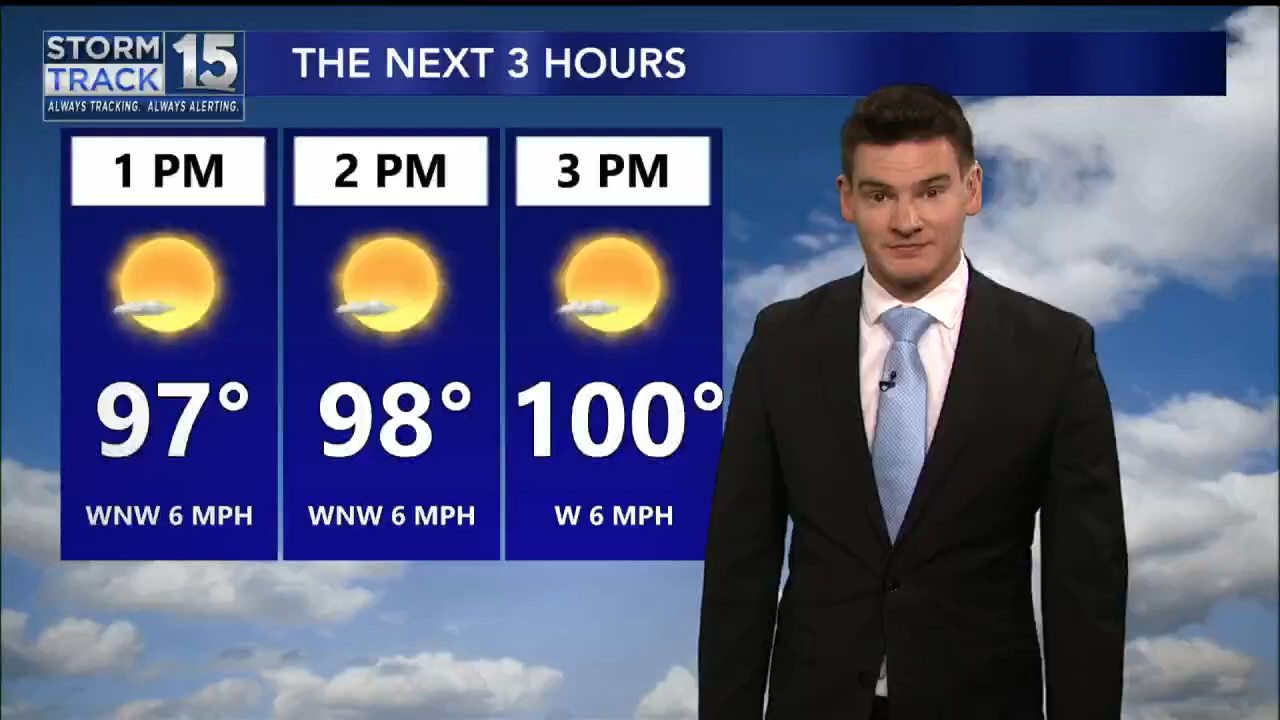 STORM
TRACK
15
ALWAYS TRACKING. ALWAYS ALERTING.
THE NEXT 3 HOURS
1 PM
2 PM
3 PM
97°
98°
100°
WNW 6 MPH
WNW 6 MPH
W 6 MPH